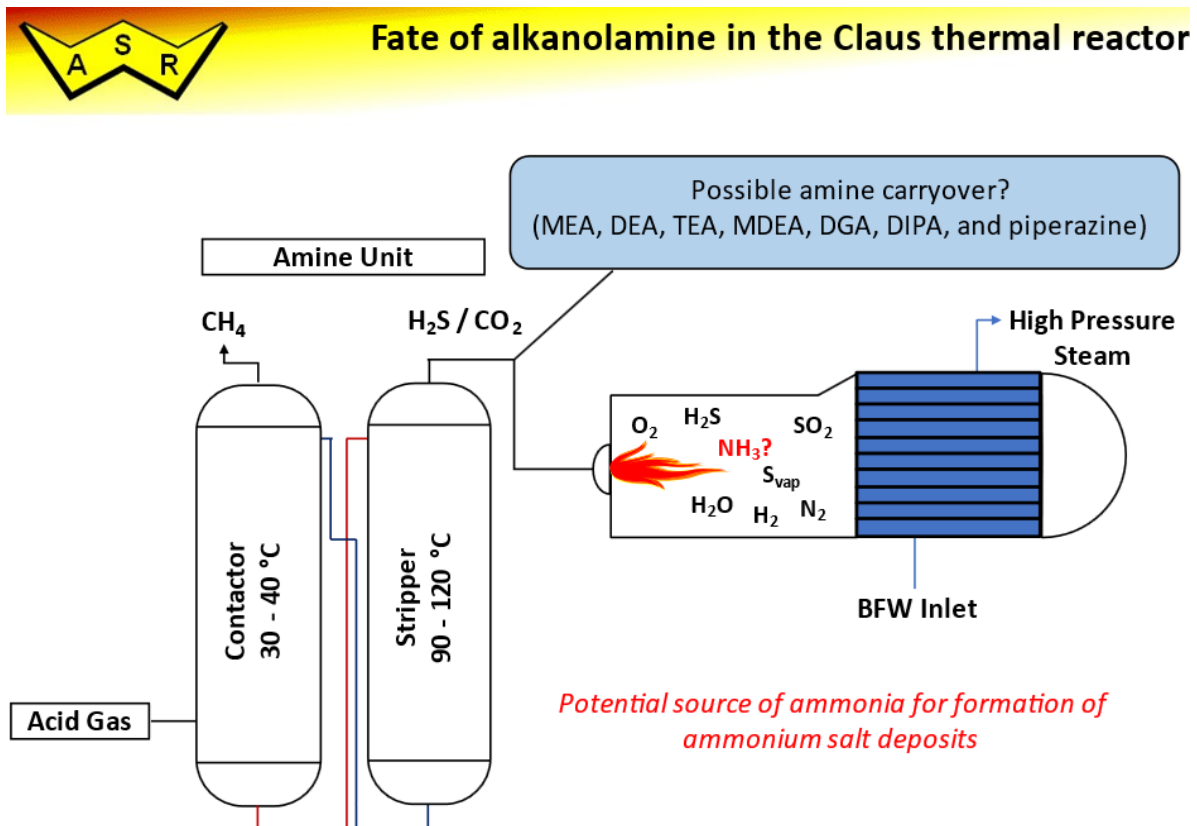 A S R
Fate of alkanolamine in the Claus thermal reactor
Possible amine carryover?
(MEA, DEA, TEA, MDEA, DGA, DIPA, and piperazine)
Amine Unit
CH₄
H₂S / CO₂
High Pressure
Steam
O₂
H₂S
SO₂
NH₃?
Sᵥₐₚ
H₂O
H₂
N₂
BFW Inlet
Contactor
30 - 40 °C
Stripper
90 - 120 °C
Acid Gas
Potential source of ammonia for formation of
ammonium salt deposits